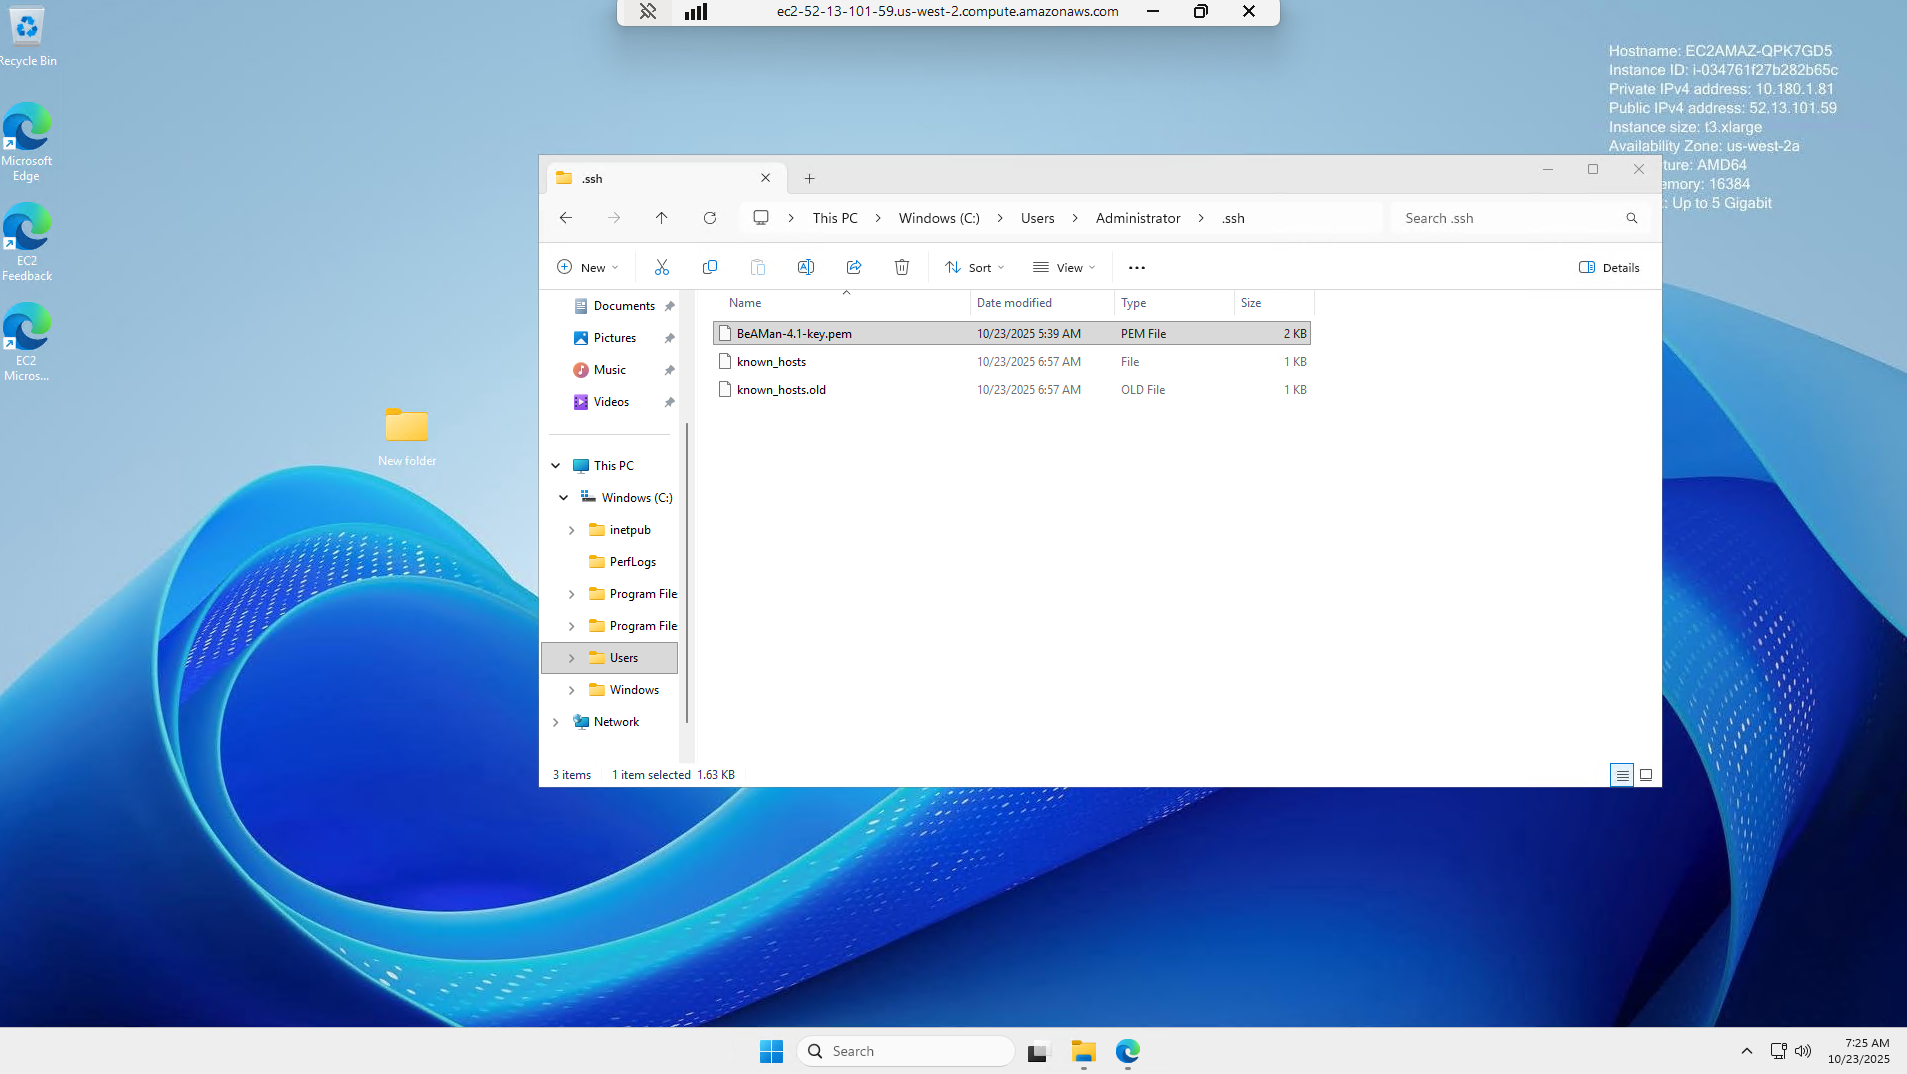 ec2-52-13-101-59.us-west-2.compute.amazonaws.com
Recycle Bin
Microsoft
Edge
EC2
Feedback
EC2
Micros...
New folder
Hostname: EC2AMAZ-QPK7GD5
Instance ID: i-034761f27b282b65c
Private IPv4 address: 10.180.1.81
Public IPv4 address: 52.13.101.59
Instance size: t3.xlarge
Availability Zone: us-west-2a
ture: AMD64
emory: 16384
: Up to 5 Gigabit
.ssh
This PC > Windows (C:) > Users > Administrator > .ssh
Search .ssh
New
Sort
View
Details
Documents
Pictures
Music
Videos
This PC
Windows (C:)
inetpub
PerfLogs
Program File
Program File
Users
Windows
Network
Name Date modified Type Size
BeAMan-4.1-key.pem 10/23/2025 5:39 AM PEM File 2 KB
known_hosts 10/23/2025 6:57 AM File 1 KB
known_hosts.old 10/23/2025 6:57 AM OLD File 1 KB
3 items 1 item selected 1.63 KB
Search
7:25 AM
10/23/2025